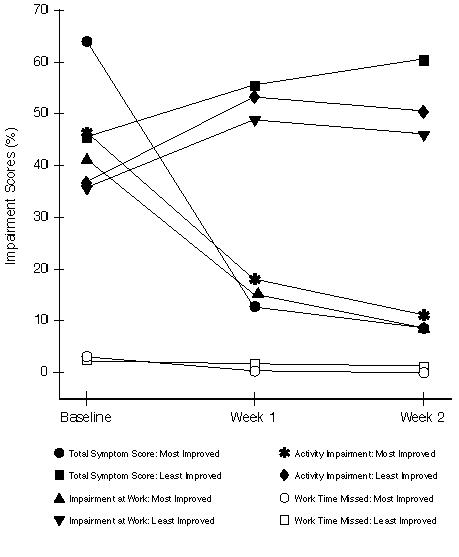 70
60
50
40
30
20
10
0
Impairment Scores (%)
Baseline Week 1 Week 2
Total Symptom Score: Most Improved Activity Impairment: Most Improved
Total Symptom Score: Least Improved Activity Impairment: Least Improved
Impairment at Work: Most Improved Work Time Missed: Most Improved
Impairment at Work: Least Improved Work Time Missed: Least Improved